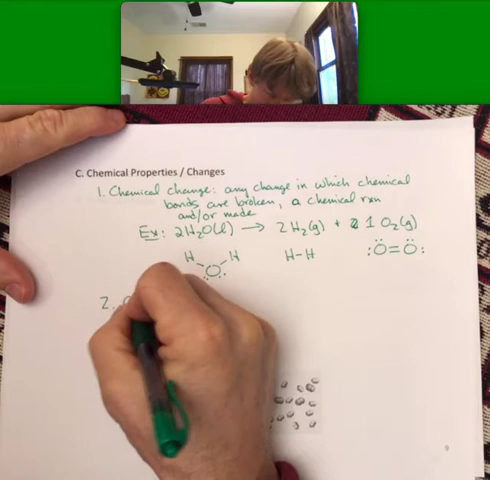 C. Chemical Properties / Changes
1. Chemical change: any change in which chemical
bonds are broken, a chemical rxn
and/or made
Ex: 2H₂O(l) → 2H₂(g) + 1 O₂(g)
H H H-H :Ö=Ö:
:O:
2.